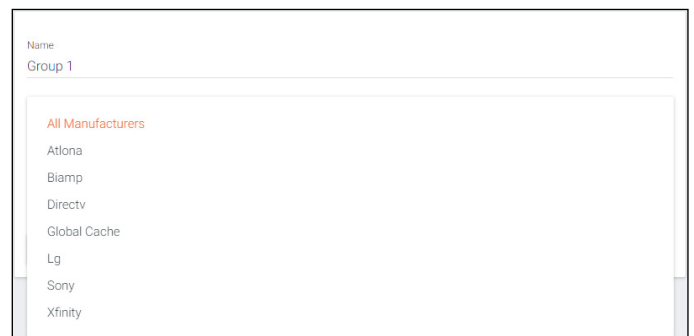 Name
Group 1
All Manufacturers
Atlona
Biamp
Directv
Global Cache
Lg
Sony
Xfinity